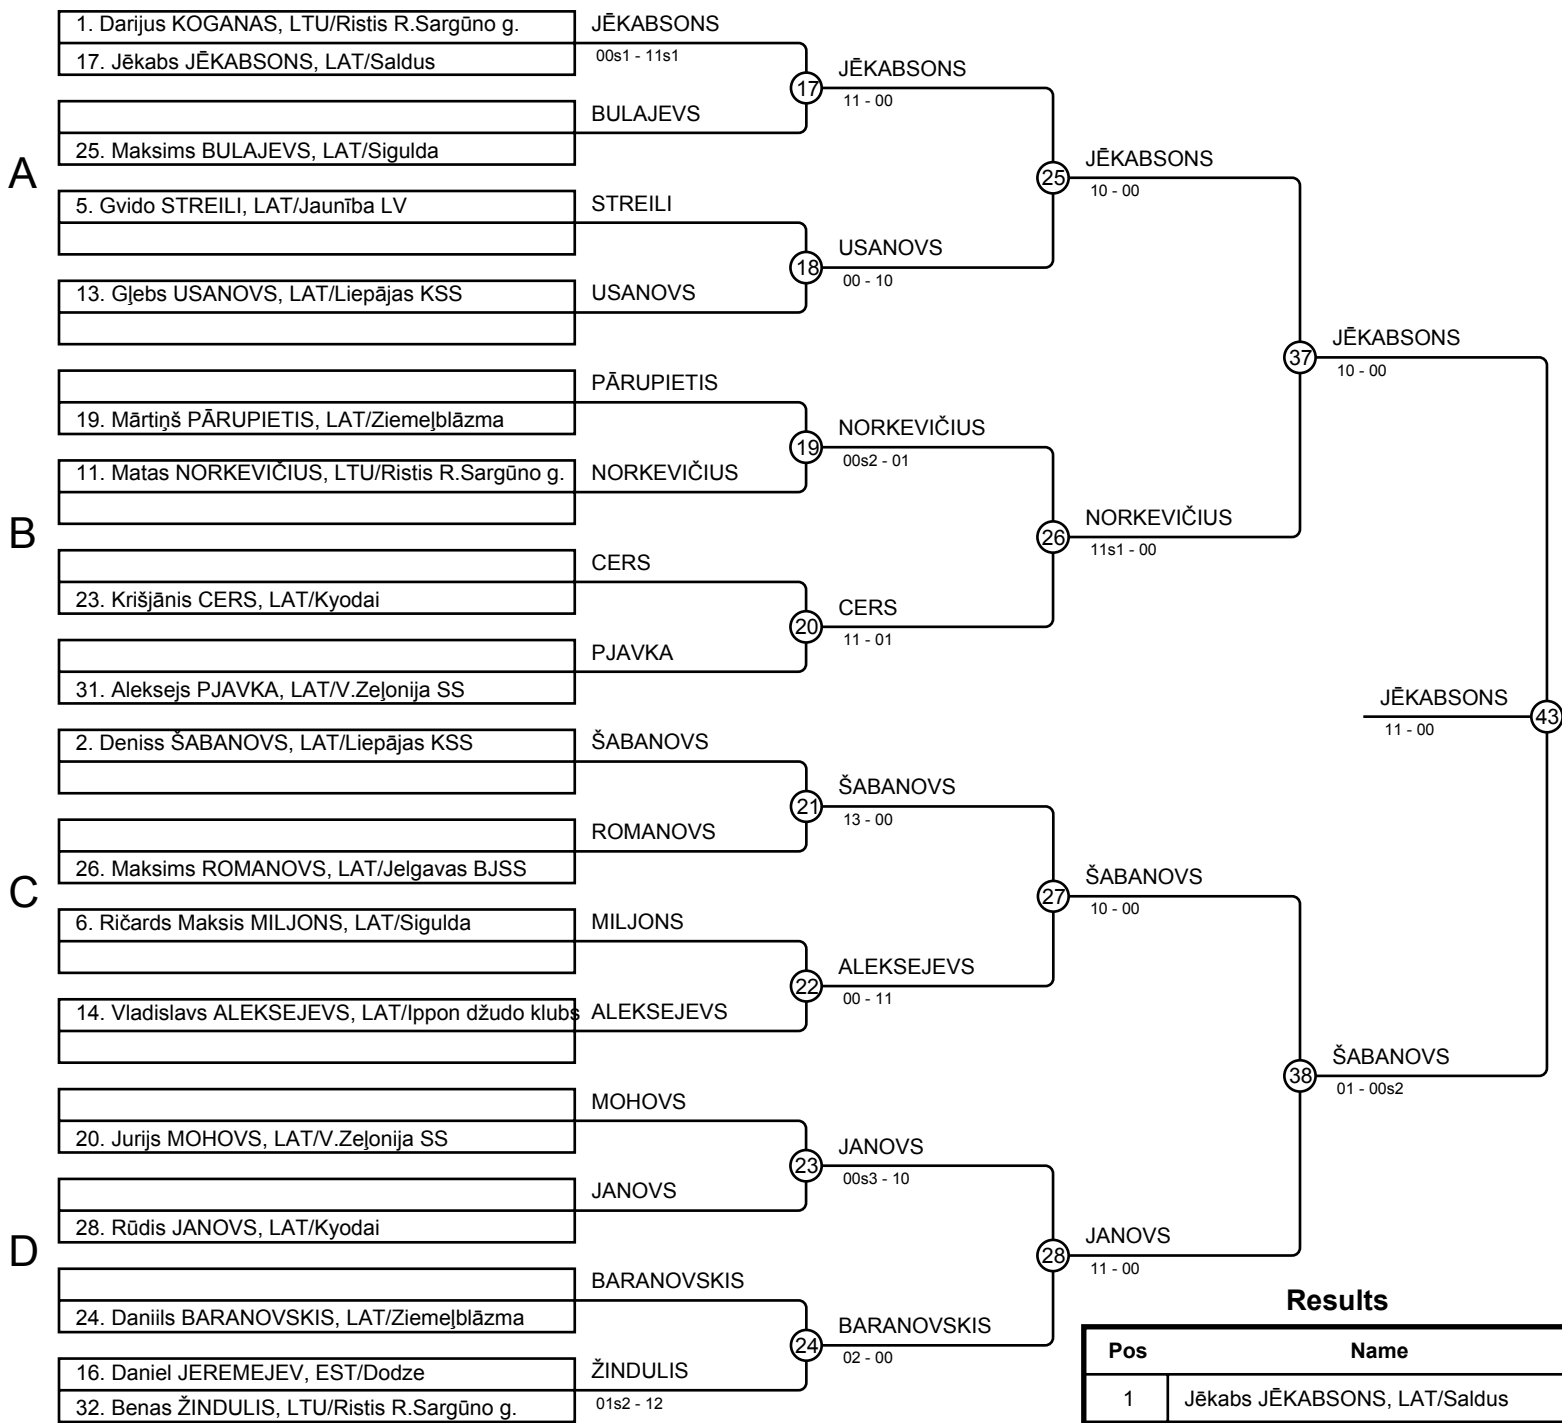 1. Darijus KOGANAS, LTU/Ristis R.Sargūno g.
17. Jēkabs JĒKABSONS, LAT/Saldus
JĒKABSONS
00s1 - 11s1
25. Maksims BULAJEVS, LAT/Sigulda
BULAJEVS
17
JĒKABSONS
11 - 00
A
5. Gvido STREILI, LAT/Jaunība LV
STREILI
13. Gļebs USANOVS, LAT/Liepājas KSS
USANOVS
18
USANOVS
00 - 10
25
JĒKABSONS
10 - 00
19. Mārtiņš PĀRUPIETIS, LAT/Ziemeļblāzma
PĀRUPIETIS
11. Matas NORKEVIČIUS, LTU/Ristis R.Sargūno g.
NORKEVIČIUS
19
NORKEVIČIUS
00s2 - 01
B
23. Krišjānis CERS, LAT/Kyodai
CERS
31. Aleksejs PJAVKA, LAT/V.Zeļonija SS
PJAVKA
20
CERS
11 - 01
26
NORKEVIČIUS
11s1 - 00
37
JĒKABSONS
10 - 00
2. Deniss ŠABANOVS, LAT/Liepājas KSS
ŠABANOVS
26. Maksims ROMANOVS, LAT/Jelgavas BJSS
ROMANOVS
21
ŠABANOVS
13 - 00
C
6. Ričards Maksis MILJONS, LAT/Sigulda
MILJONS
14. Vladislavs ALEKSEJEVS, LAT/Ippon džudo klubs
ALEKSEJEVS
22
ALEKSEJEVS
00 - 11
27
ŠABANOVS
10 - 00
20. Jurijs MOHOVS, LAT/V.Zeļonija SS
MOHOVS
28. Rūdis JANOVS, LAT/Kyodai
JANOVS
23
JANOVS
00s3 - 10
D
24. Daniils BARANOVSKIS, LAT/Ziemeļblāzma
BARANOVSKIS
16. Daniel JEREMEJEV, EST/Dodze
32. Benas ŽINDULIS, LTU/Ristis R.Sargūno g.
ŽINDULIS
01s2 - 12
24
BARANOVSKIS
02 - 00
28
JANOVS
11 - 00
38
ŠABANOVS
01 - 00s2
JĒKABSONS
11 - 00
43
Results
Pos Name
1 Jēkabs JĒKABSONS, LAT/Saldus